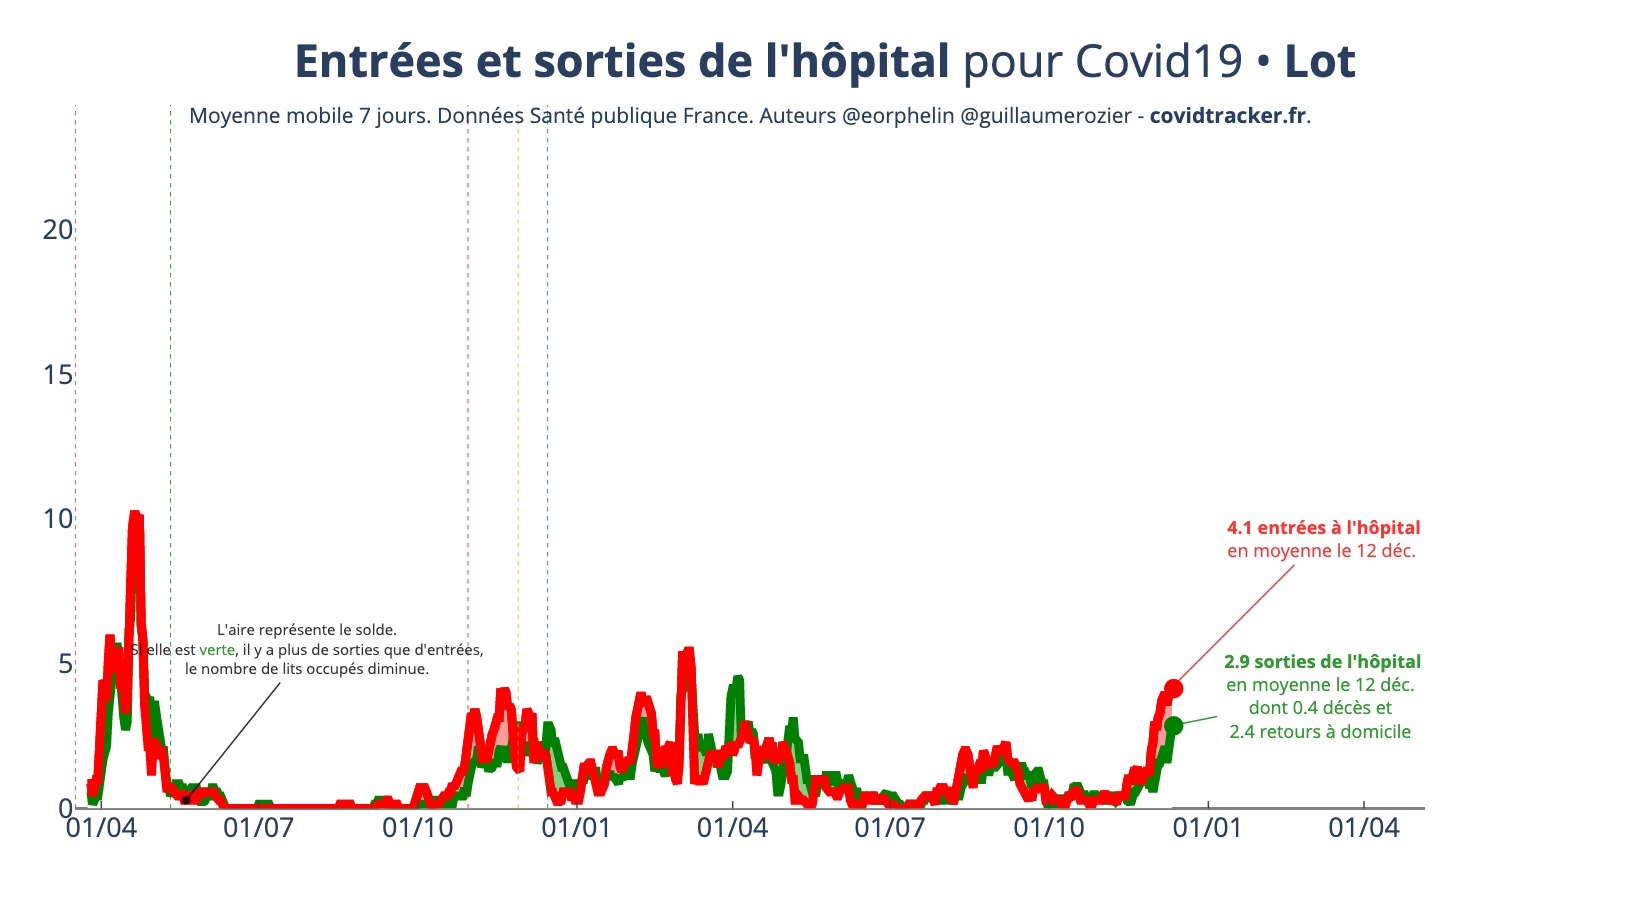 Entrées et sorties de l'hôpital pour Covid19 • Lot
Moyenne mobile 7 jours. Données Santé publique France. Auteurs @eorphelin @guillaumerozier - covidtracker.fr.
20
15
10
5
0
4.1 entrées à l'hôpital
en moyenne le 12 déc.
L'aire représente le solde.
Si elle est verte, il y a plus de sorties que d'entrées,
le nombre de lits occupés diminue.
2.9 sorties de l'hôpital
en moyenne le 12 déc.
dont 0.4 décès et
2.4 retours à domicile
01/04 01/07 01/10 01/01 01/04 01/07 01/10 01/01 01/04